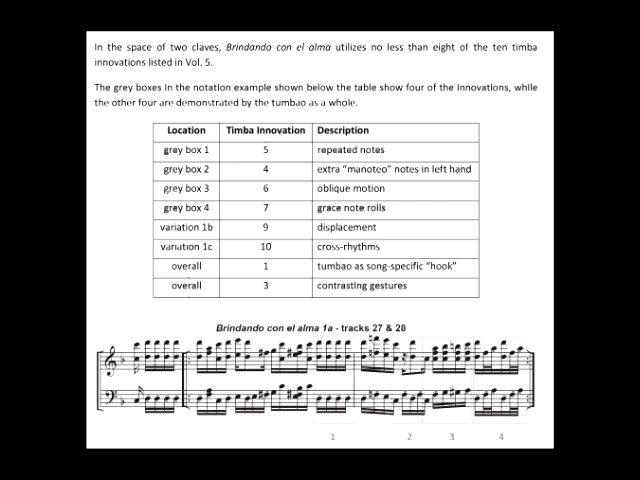 In the space of two claves, Brindando con el alma utilizes no less than eight of the ten timba
innovations listed in Vol. 5.
The grey boxes in the notation example shown below the table show four of the innovations, while
the other four are demonstrated by the tumbao as a whole.
Location Timba Innovation Description
grey box 1 5 repeated notes
grey box 2 4 extra “manoteo” notes in left hand
grey box 3 6 oblique motion
grey box 4 7 grace note rolls
variation 1b 9 displacement
variation 1c 10 cross-rhythms
overall 1 tumbao as song-specific “hook”
overall 3 contrasting gestures
Brindando con el alma 1a - tracks 27 & 28
1 2 3 4